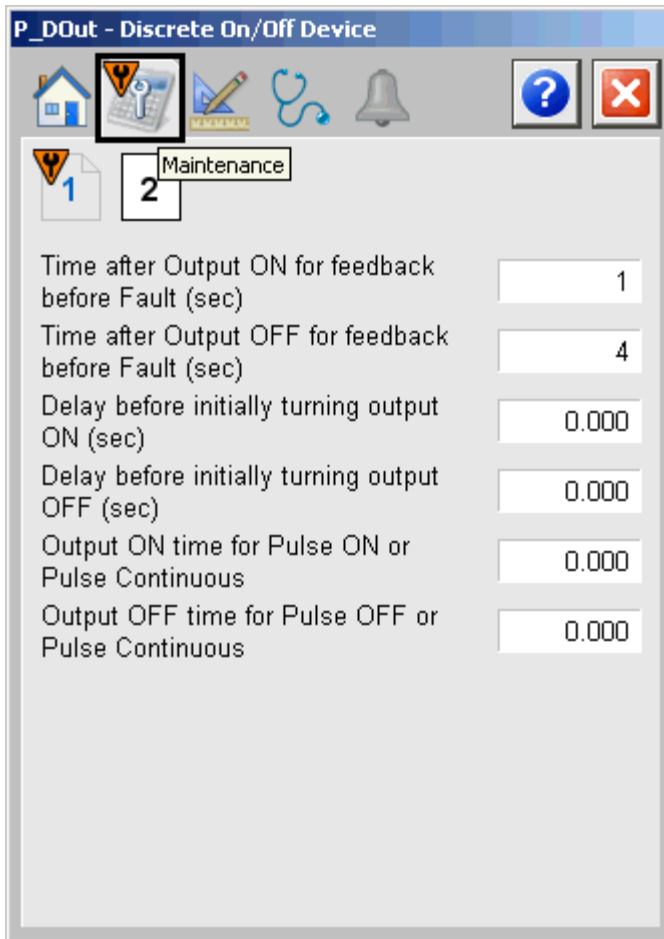 P_DOut - Discrete On/Off Device
?
Maintenance
1
2
Time after Output ON for feedback
before Fault (sec)
1
Time after Output OFF for feedback
before Fault (sec)
4
Delay before initially turning output
ON (sec)
0.000
Delay before initially turning output
OFF (sec)
0.000
Output ON time for Pulse ON or
Pulse Continuous
0.000
Output OFF time for Pulse OFF or
Pulse Continuous
0.000